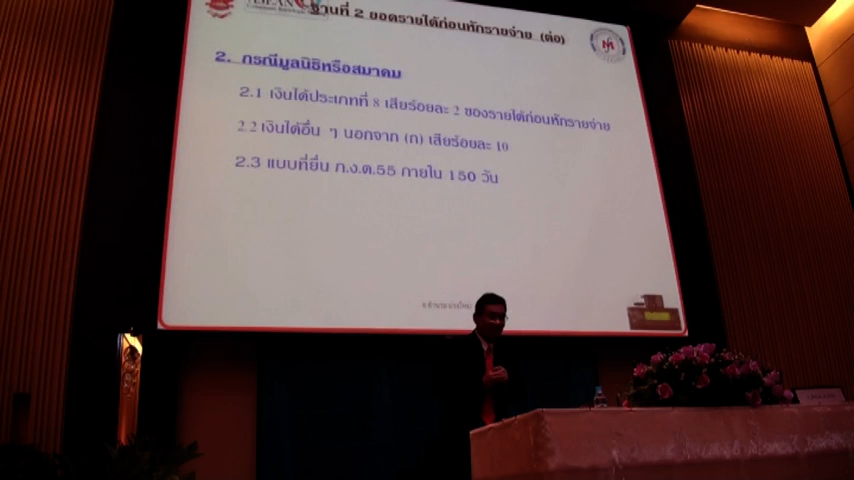 ฐานที่ 2 ยอดรายได้ก่อนหักรายจ่าย (ต่อ)
2. กรณีมูลนิธิหรือสมาคม
2.1 เงินได้ประเภทที่ 8 เสียร้อยละ 2 ของรายได้ก่อนหักรายจ่าย
2.2 เงินได้อื่น ๆ นอกจาก (ก) เสียร้อยละ 10
2.3 แบบที่ยื่น ภ.ง.ด.55 ภายใน 150 วัน